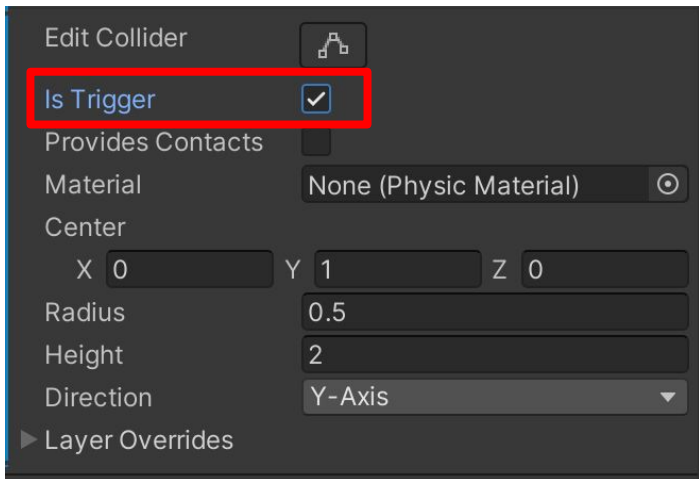 Edit Collider
Is Trigger
Provides Contacts
Material None (Physic Material)
Center
X 0 Y 1 Z 0
Radius 0.5
Height 2
Direction Y-Axis
Layer Overrides